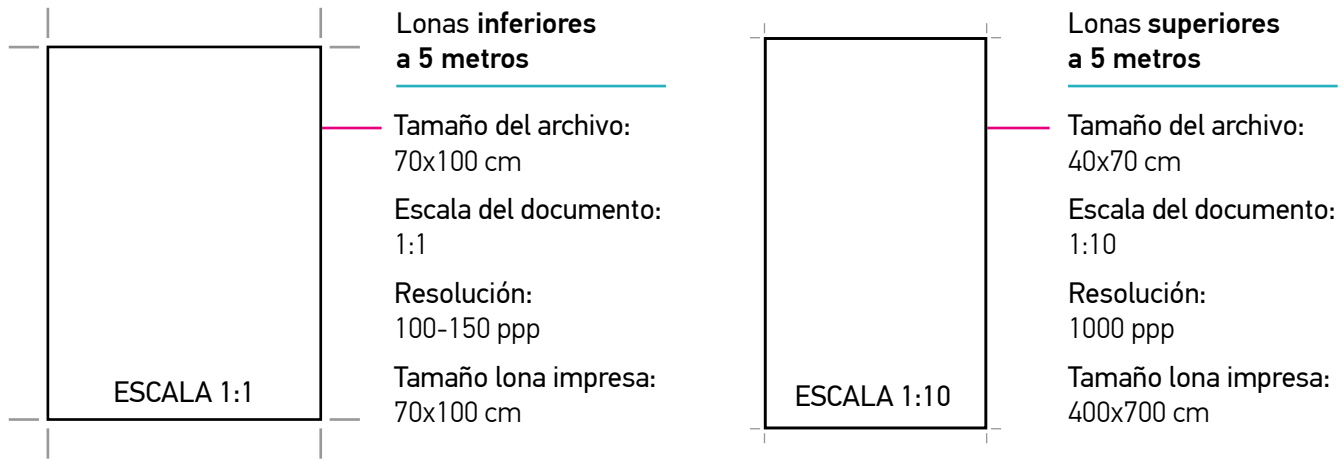 Lonas inferiores
a 5 metros
Tamaño del archivo:
70x100 cm
Escala del documento:
1:1
Resolución:
100-150 ppp
Tamaño lona impresa:
70x100 cm
ESCALA 1:1
Lonas superiores
a 5 metros
Tamaño del archivo:
40x70 cm
Escala del documento:
1:10
Resolución:
1000 ppp
Tamaño lona impresa:
400x700 cm
ESCALA 1:10